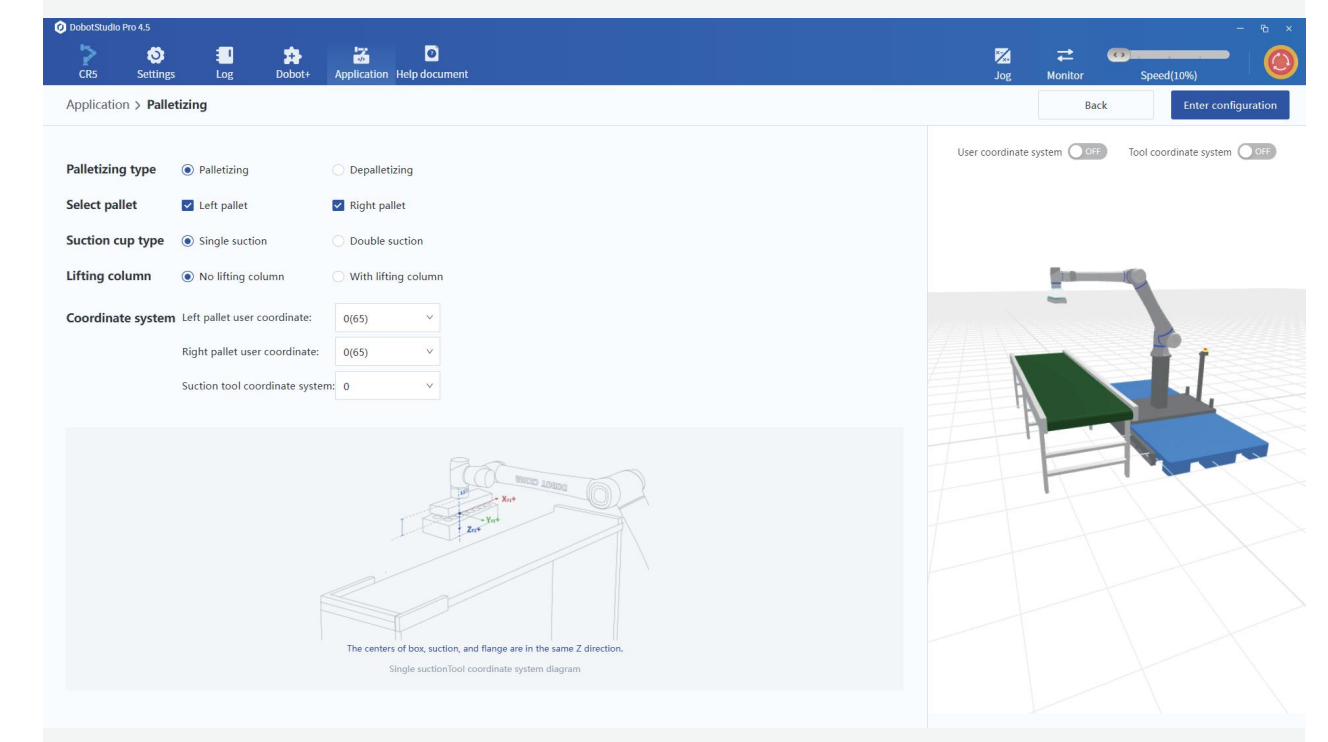 DobotStudio Pro 4.5
CR5 Settings Log Dobot+ Application Help document Jog Monitor Speed(10%)
Application > Palletizing Back Enter configuration
User coordinate system OFF Tool coordinate system OFF
Palletizing type Palletizing Depalletizing
Select pallet Left pallet Right pallet
Suction cup type Single suction Double suction
Lifting column No lifting column With lifting column
Coordinate system Left pallet user coordinate: 0(65)
Right pallet user coordinate: 0(65)
Suction tool coordinate system: 0
The centers of box, suction, and flange are in the same Z direction.
Single suctionTool coordinate system diagram